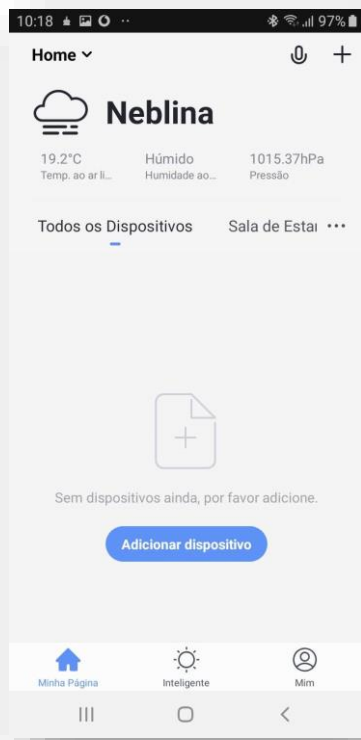 10:18 97%
Home
Neblina
19.2°C Húmido 1015.37hPa
Temp. ao ar li... Humidade ao... Pressão
Todos os Dispositivos Sala de Estar
Sem dispositivos ainda, por favor adicione.
Adicionar dispositivo
Minha Página Inteligente Mim